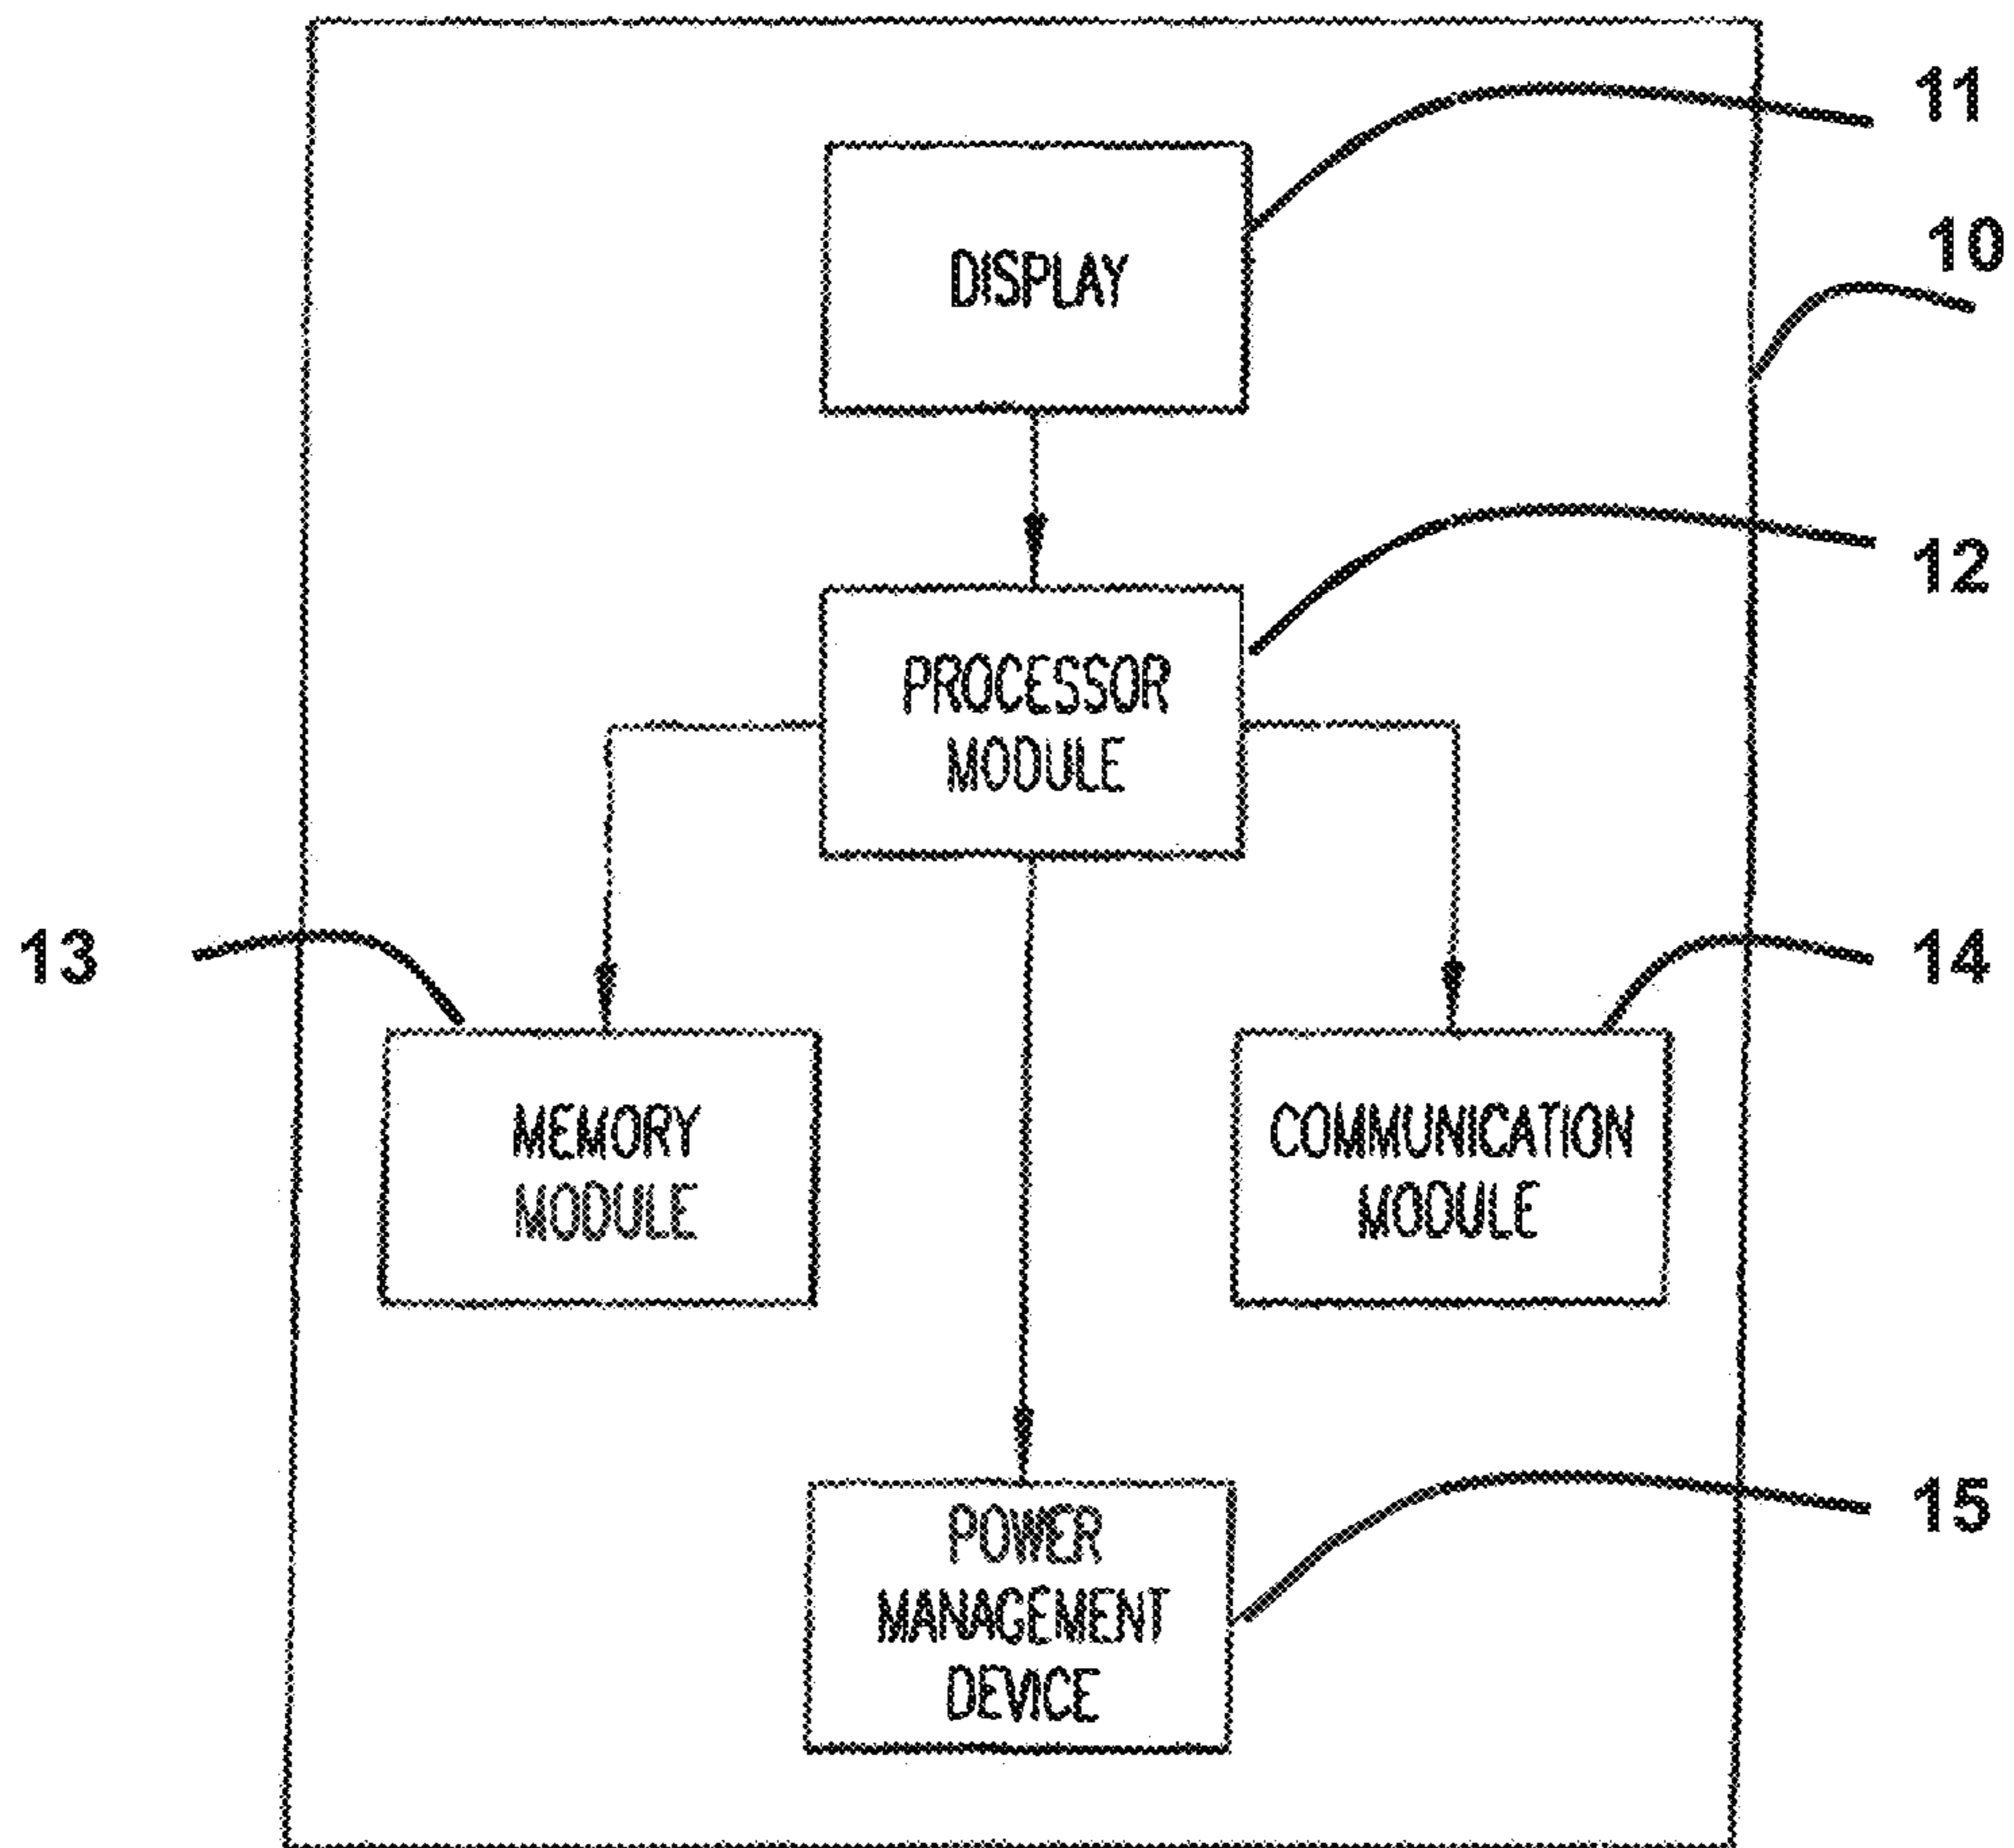 11
10
DISPLAY
12
PROCESSOR
MODULE
13
14
MEMORY
MODULE
COMMUNICATION
MODULE
15
POWER
MANAGEMENT
DEVICE